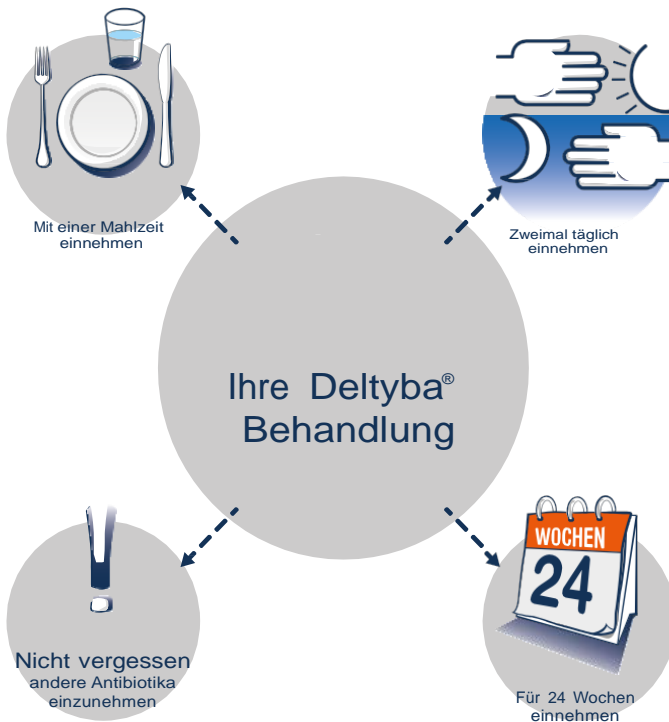 Mit einer Mahlzeit
einnehmen
Zweimal täglich
einnehmen
Ihre Deltyba®
Behandlung
Nicht vergessen
andere Antibiotika
einzunehmen
WOCHEN
24
Für 24 Wochen
einnehmen